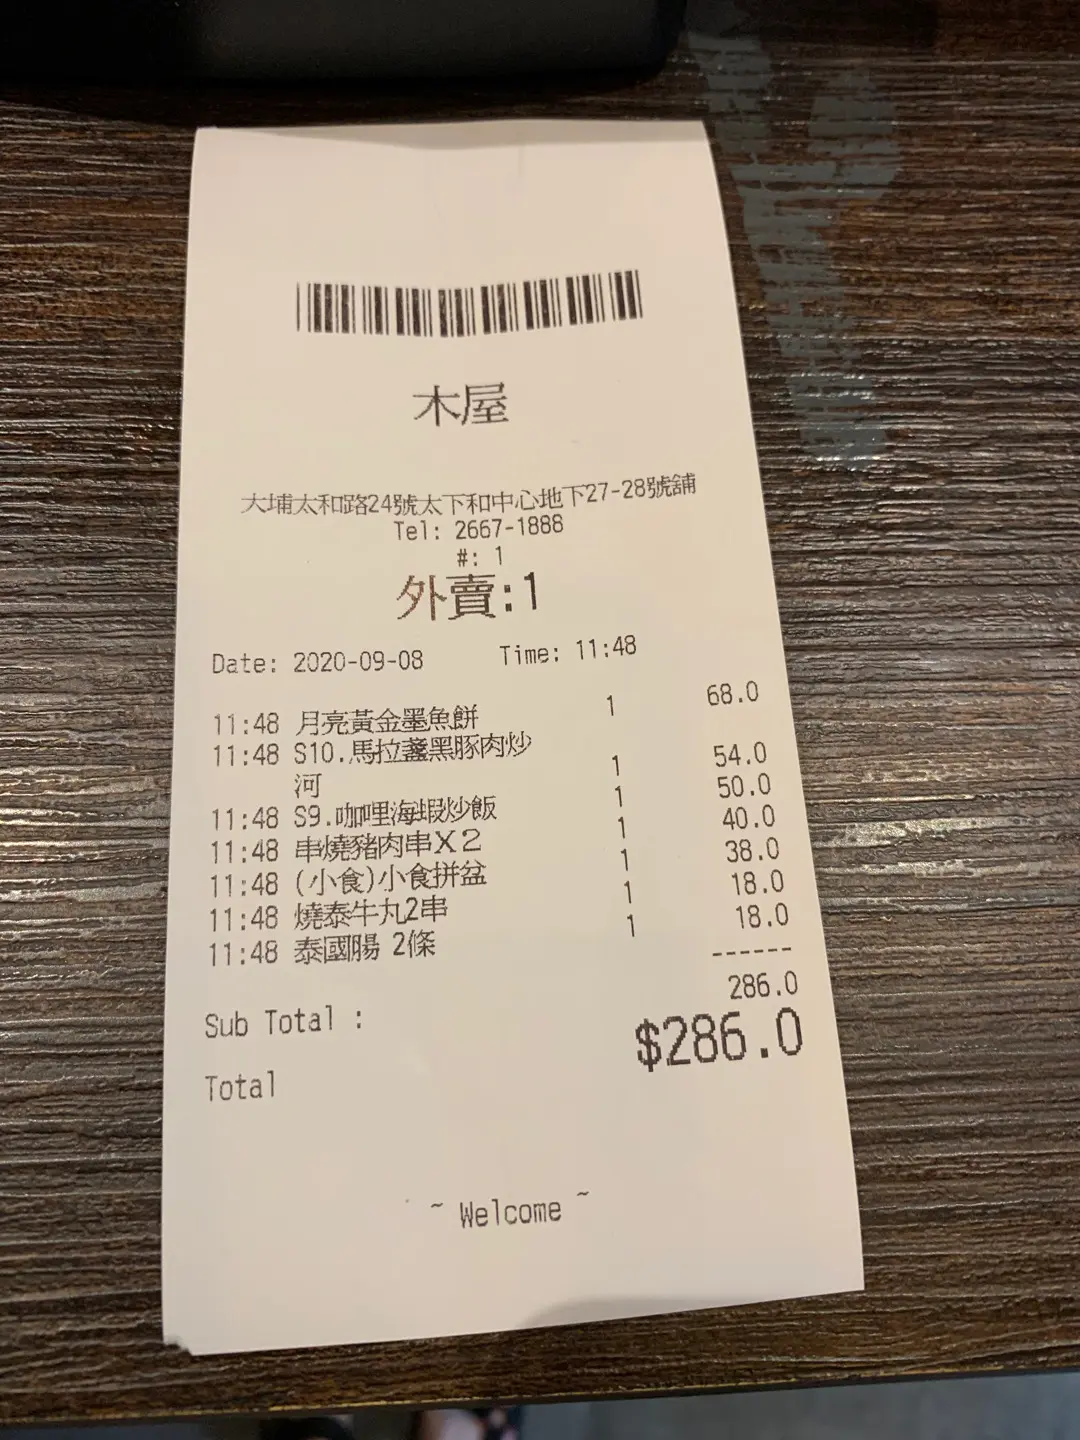 木屋
大埔太和路24號太下和中心地下27-28號舖
Tel: 2667-1888
#: 1
外賣:1
Date: 2020-09-08 Time: 11:48
11:48 月亮黃金墨魚餅 1 68.0
11:48 S10.馬拉盞黑豚肉炒
河 1 54.0
11:48 S9.咖哩海蝦炒飯 1 50.0
11:48 串燒豬肉串X2 1 40.0
11:48 (小食)小食拼盆 1 38.0
11:48 燒泰牛丸2串 1 18.0
11:48 泰國腸 2條 1 18.0
------
Sub Total : 286.0
Total $286.0
~ Welcome ~